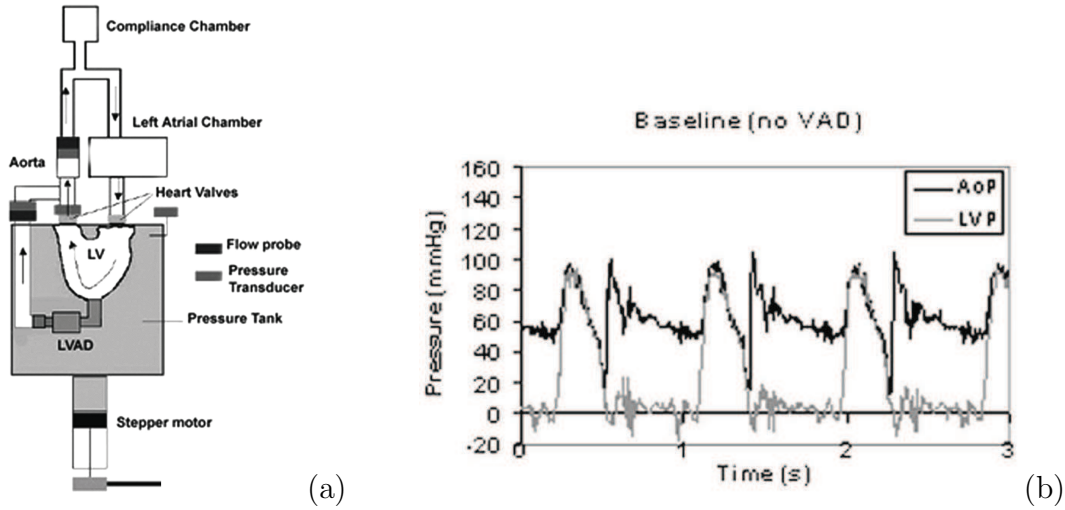 Compliance Chamber
Left Atrial Chamber
Aorta
Heart Valves
LV
Flow probe
Pressure
Transducer
Pressure Tank
LVAD
Stepper motor
(a)
Baseline (no VAD)
Pressure (mmHg)
160
140
120
100
80
60
40
20
0
-20
AoP
LVP
0
1
2
3
Time (s)
(b)